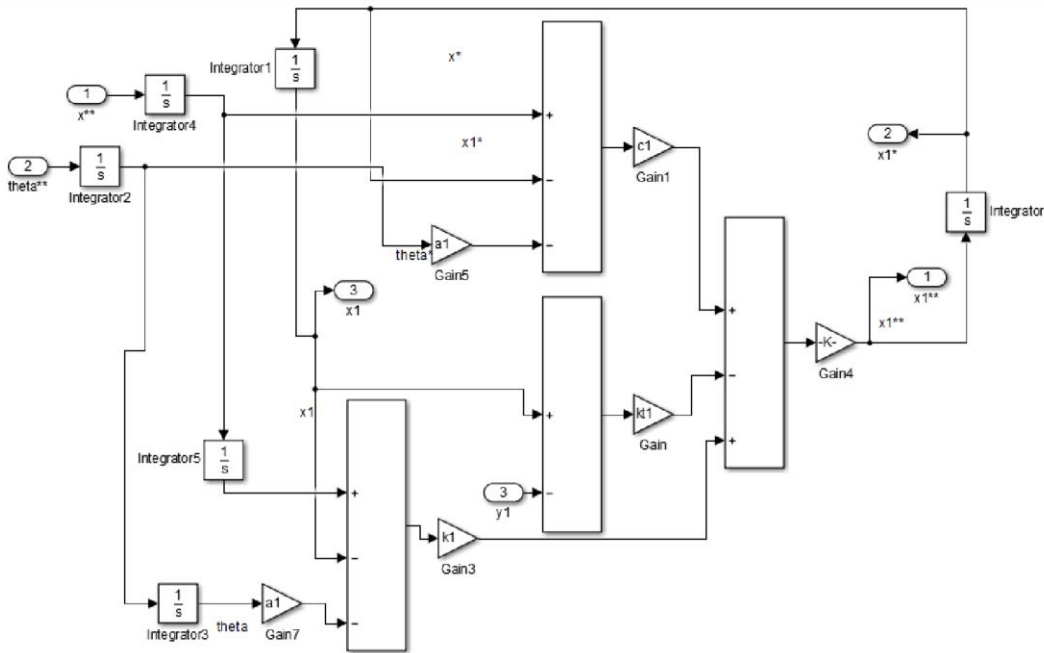 Integrator1
1
s
x*
1
x**
1
s
Integrator4
+
x1*
c1
Gain1
2
x1*
2
theta**
1
s
Integrator2
−
1
s
Integrator
theta*
a1
Gain5
−
3
x1
1
x1**
+
x1**
-K-
Gain4
x1
+
kt1
Gain
−
Integrator5
1
s
+
3
y1
−
+
k1
Gain3
−
1
s
Integrator3
theta
a1
Gain7
−